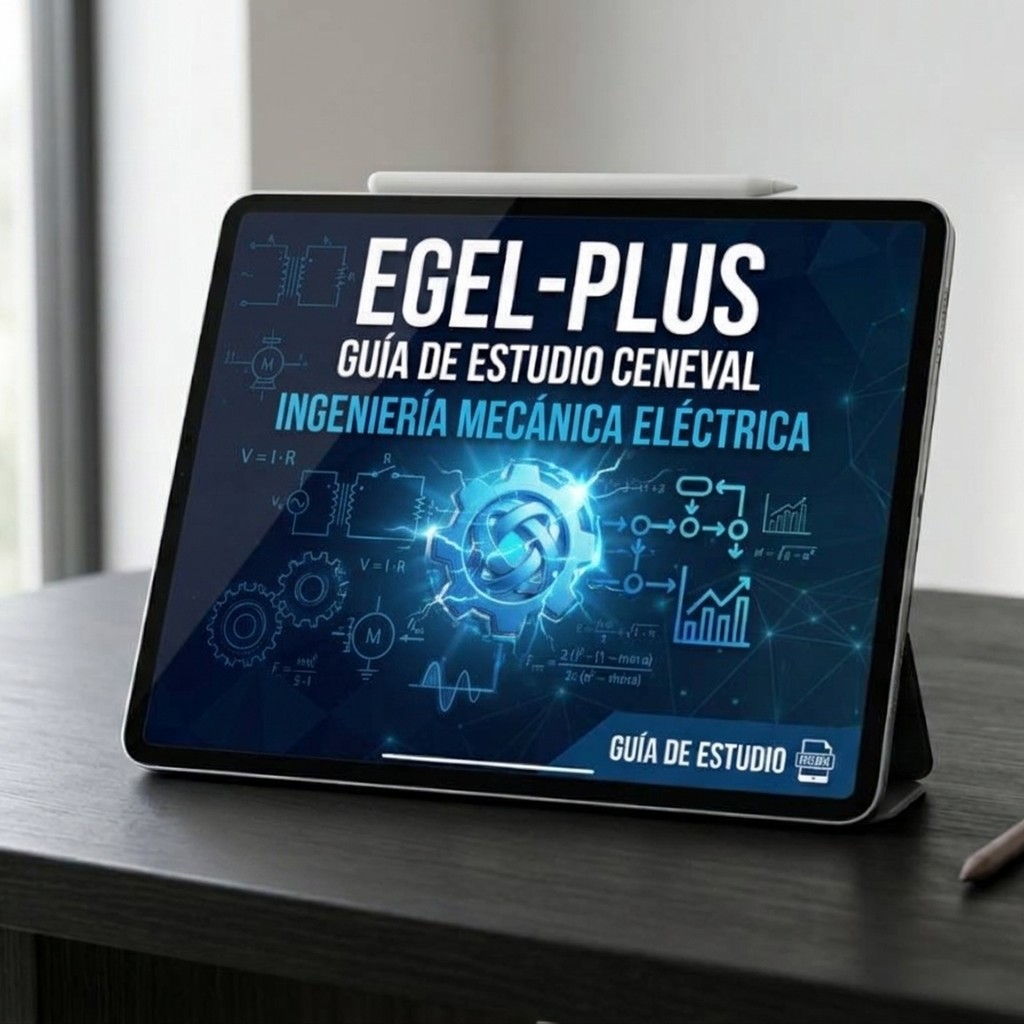 EGEL-PLUS
GUÍA DE ESTUDIO CENEVAL
INGENIERÍA MECÁNICA ELÉCTRICA
M
V=I·R
V=I·R
M
GUÍA DE ESTUDIO